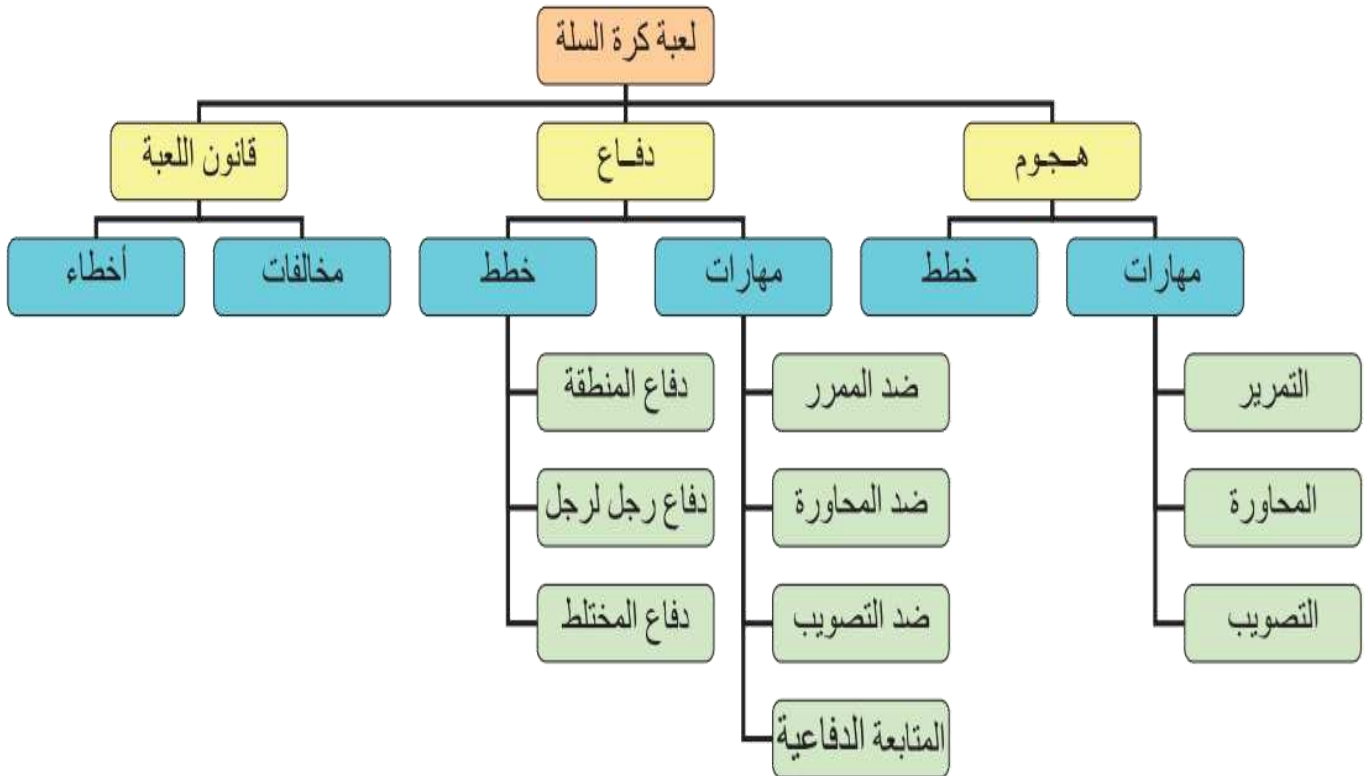 لعبة كرة السلة
هـجـوم
دفـاع
قانون اللعبة
مهارات
خطط
مهارات
خطط
مخالفات
أخطاء
التمرير
ضد الممرر
دفاع المنطقة
المحاورة
ضد المحاورة
دفاع رجل لرجل
التصويب
ضد التصويب
دفاع المختلط
المتابعة الدفاعية